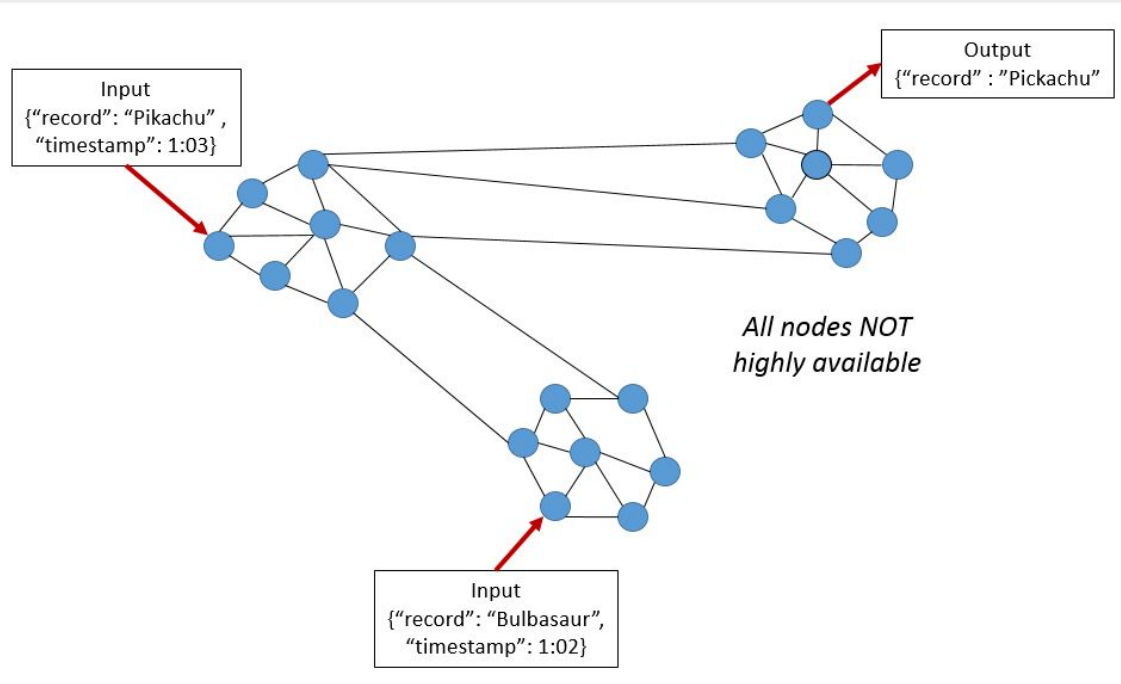 Input
{“record”: “Pikachu” ,
“timestamp”: 1:03}
Output
{“record” : ”Pickachu”
All nodes NOT
highly available
Input
{“record”: “Bulbasaur”,
“timestamp”: 1:02}